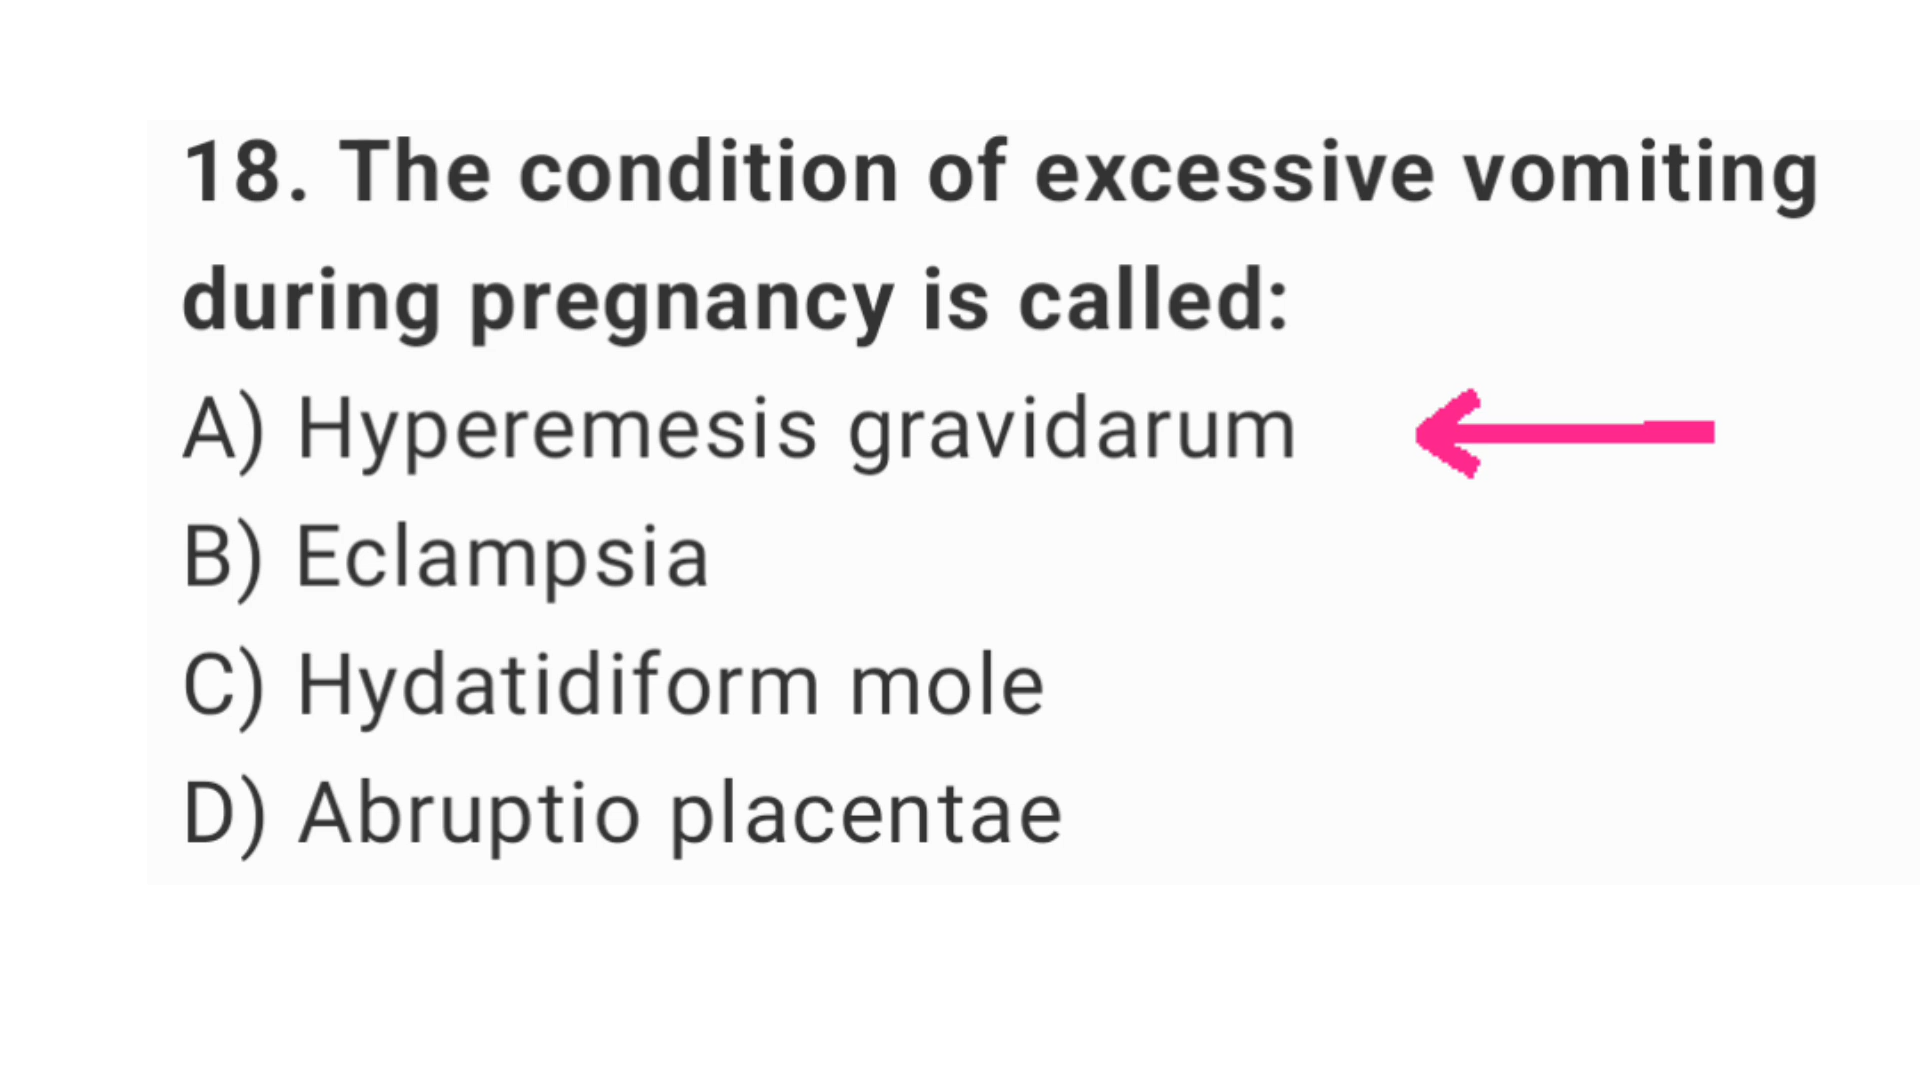 18. The condition of excessive vomiting
during pregnancy is called:
A) Hyperemesis gravidarum
B) Eclampsia
C) Hydatidiform mole
D) Abruptio placentae